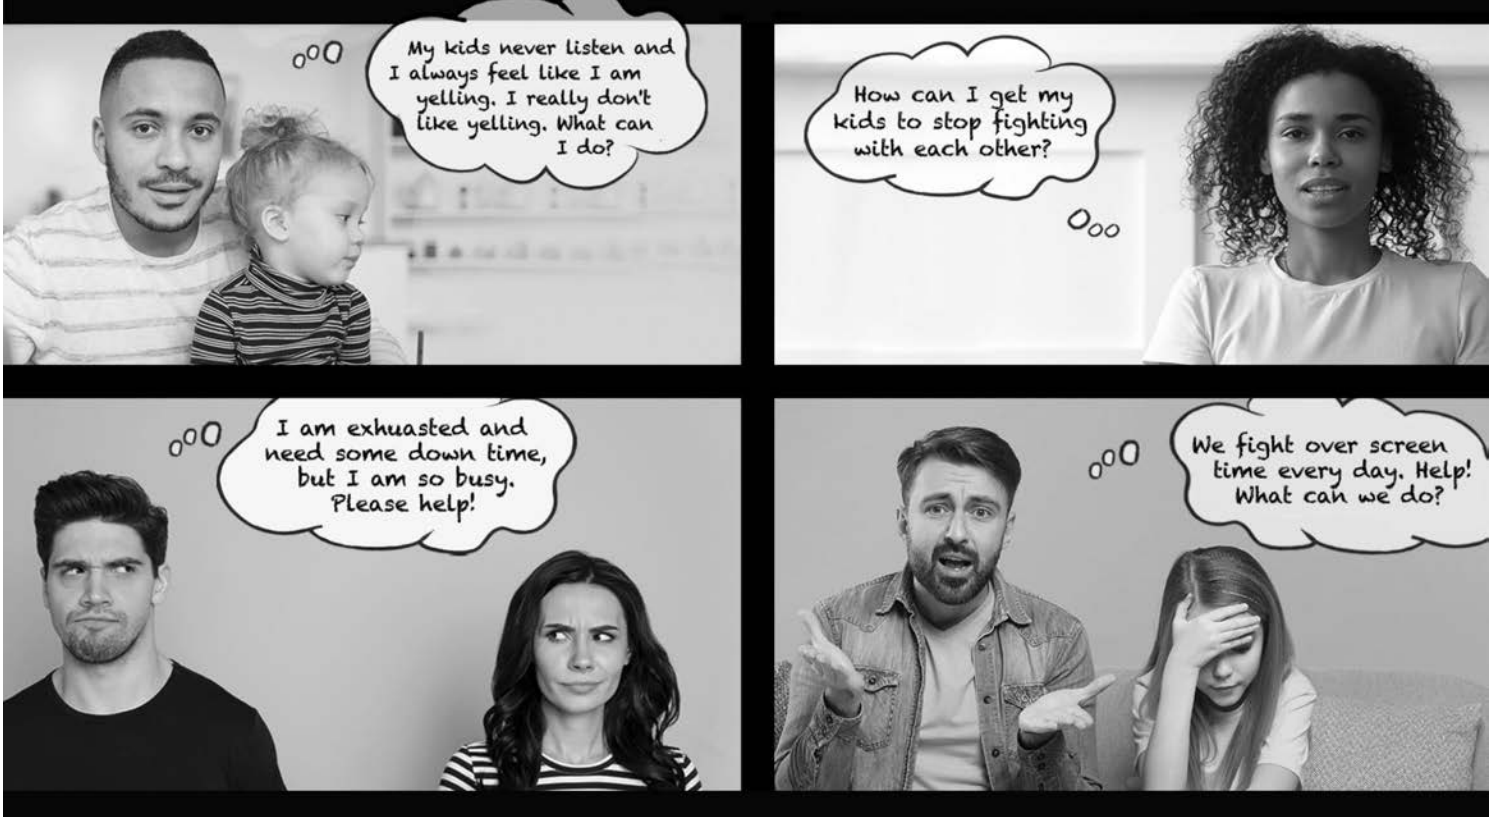 My kids never listen and
I always feel like I am
yelling. I really don't
like yelling. What can
I do?
How can I get my
kids to stop fighting
with each other?
I am exhuasted and
need some down time,
but I am so busy.
Please help!
We fight over screen
time every day. Help!
What can we do?